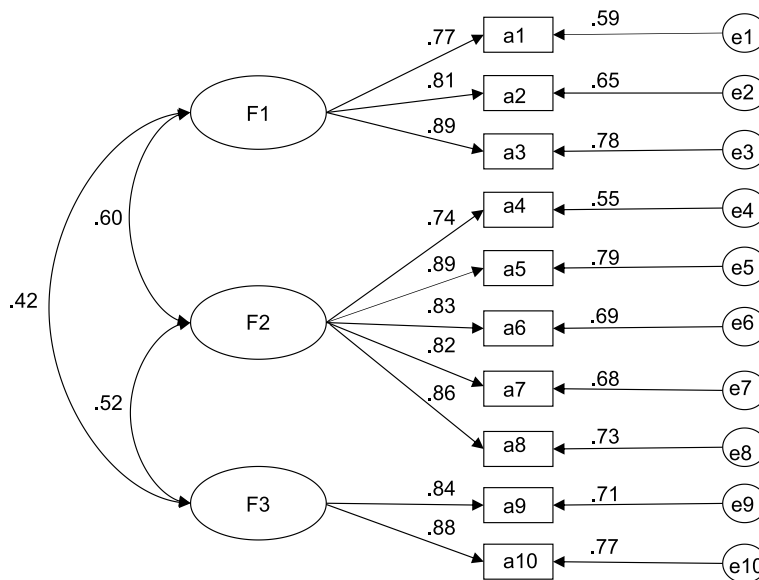 .77 a1 .59 e1
F1 .81 a2 .65 e2
.89 a3 .78 e3
.60 .74 a4 .55 e4
.89 a5 .79 e5
.42 F2 .83 a6 .69 e6
.82 a7 .68 e7
.52 .86 a8 .73 e8
F3 .84 a9 .71 e9
.88 a10 .77 e10